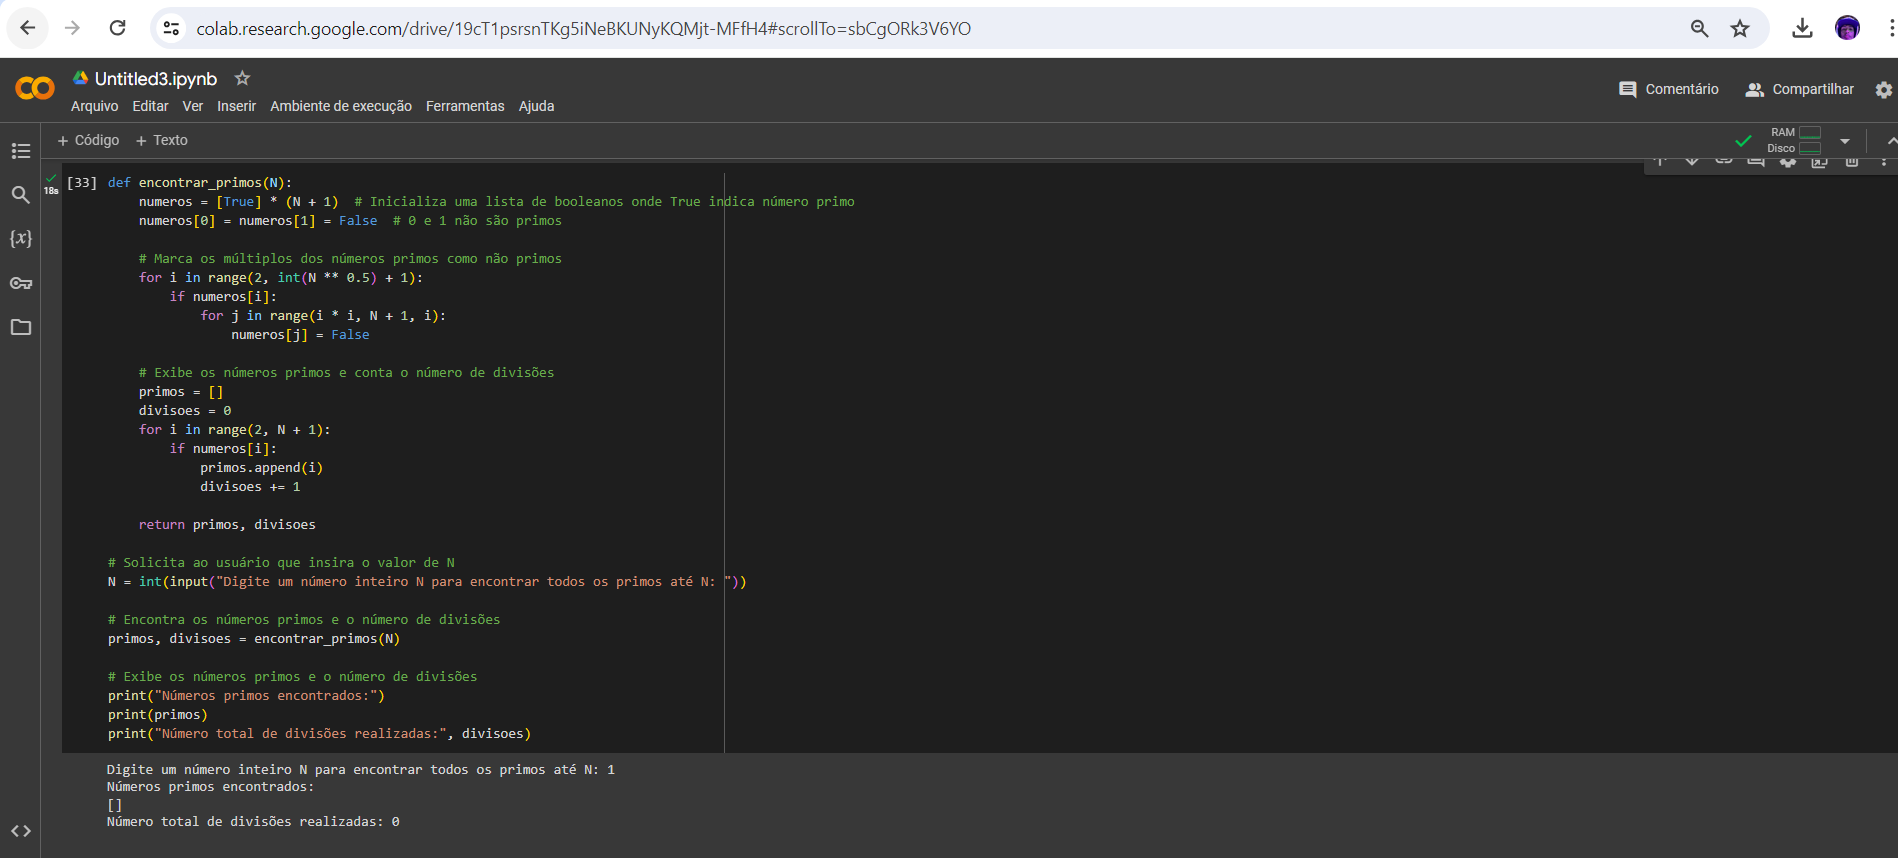 colab.research.google.com/drive/19cT1psrsnTKg5iNeBKUNyKQMjt-MFfH4#scrollTo=sbCgORk3V6YO
CO
Untitled3.ipynb
Arquivo Editar Ver Inserir Ambiente de execução Ferramentas Ajuda
Comentário Compartilhar
+ Código + Texto
RAM
Disco
18s
[33] def encontrar_primos(N):
    numeros = [True] * (N + 1)  # Inicializa uma lista de booleanos onde True indica número primo
    numeros[0] = numeros[1] = False  # 0 e 1 não são primos
    # Marca os múltiplos dos números primos como não primos
    for i in range(2, int(N ** 0.5) + 1):
        if numeros[i]:
            for j in range(i * i, N + 1, i):
                numeros[j] = False
    # Exibe os números primos e conta o número de divisões
    primos = []
    divisoes = 0
    for i in range(2, N + 1):
        if numeros[i]:
            primos.append(i)
            divisoes += 1
    return primos, divisoes
# Solicita ao usuário que insira o valor de N
N = int(input("Digite um número inteiro N para encontrar todos os primos até N: "))
# Encontra os números primos e o número de divisões
primos, divisoes = encontrar_primos(N)
# Exibe os números primos e o número de divisões
print("Números primos encontrados:")
print(primos)
print("Número total de divisões realizadas:", divisoes)
Digite um número inteiro N para encontrar todos os primos até N: 1
Números primos encontrados:
[]
Número total de divisões realizadas: 0